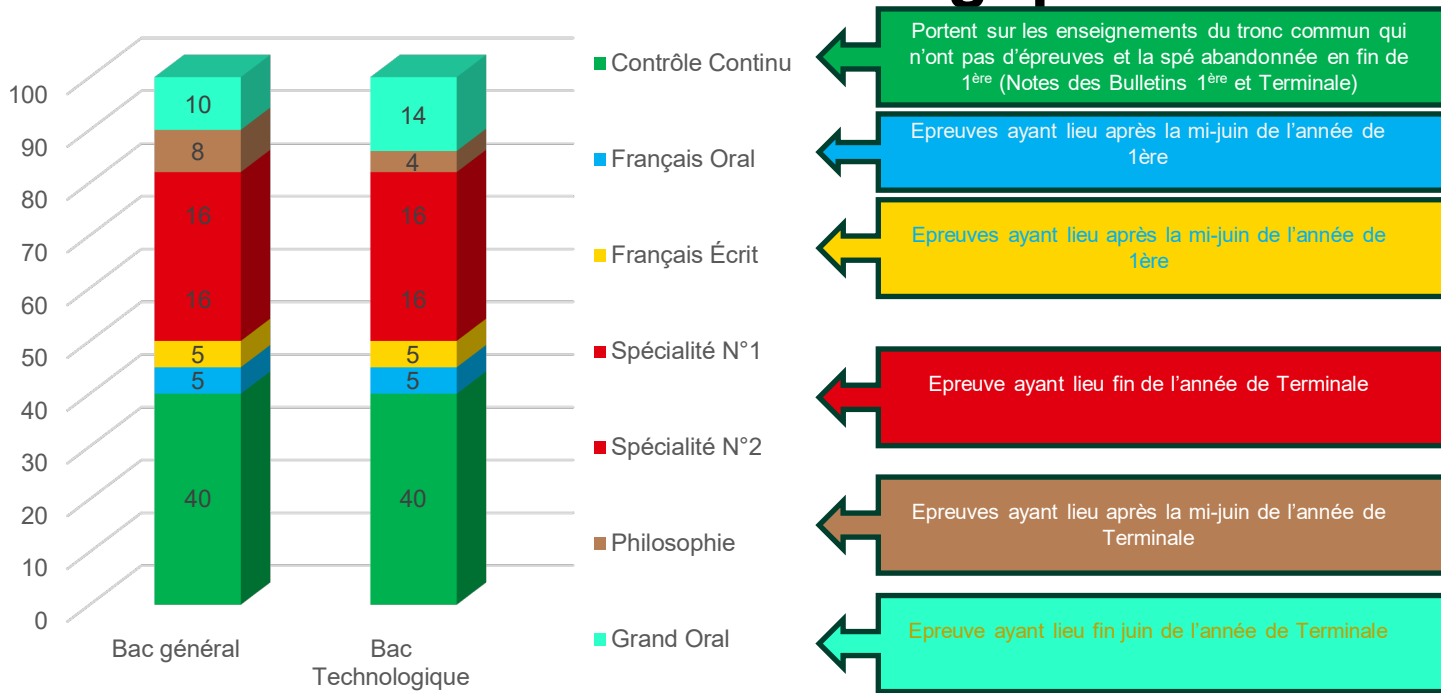 100
90
80
70
60
50
40
30
20
10
0
10
8
16
16
5
5
40
14
4
16
16
5
5
40
Bac général
Bac
Technologique
Contrôle Continu
Français Oral
Français Écrit
Spécialité N°1
Spécialité N°2
Philosophie
Grand Oral
Portent sur les enseignements du tronc commun qui
n'ont pas d'épreuves et la spé abandonnée en fin de
1ère (Notes des Bulletins 1ère et Terminale)
Epreuves ayant lieu après la mi-juin de l'année de
1ère
Epreuves ayant lieu après la mi-juin de l'année de
1ère
Epreuve ayant lieu fin de l'année de Terminale
Epreuves ayant lieu après la mi-juin de l'année de
Terminale
Epreuve ayant lieu fin juin de l'année de Terminale